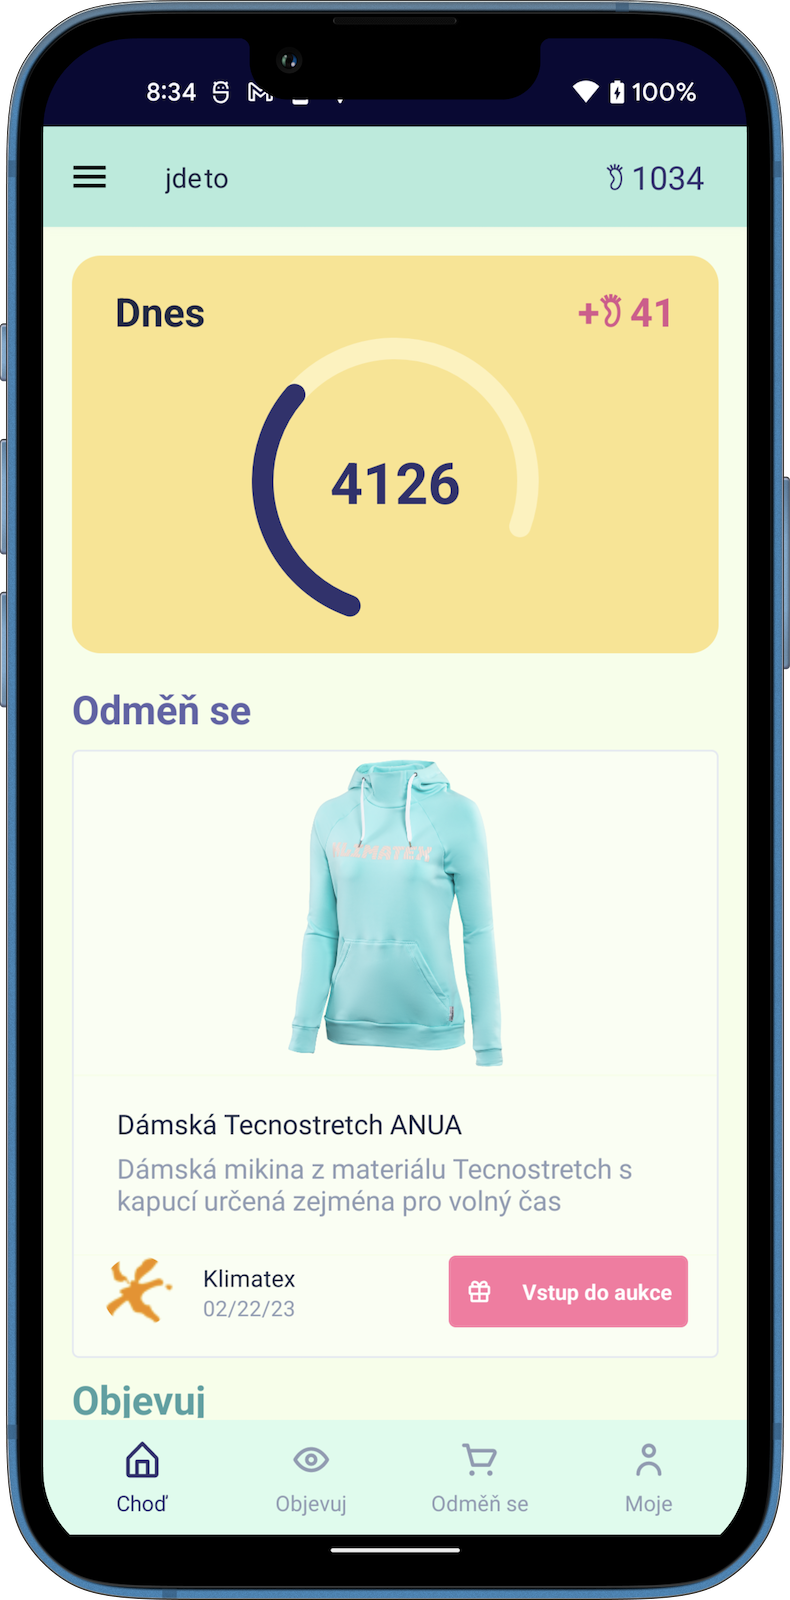 8:34
100%
jdeto
1034
Dnes
+ 41
4126
Odměň se
KLIMATEX
Dámská Tecnostretch ANUA
Dámská mikina z materiálu Tecnostretch s
kapucí určená zejména pro volný čas
Klimatex
02/22/23
Vstup do aukce
Objevuj
Choď
Objevuj
Odměň se
Moje